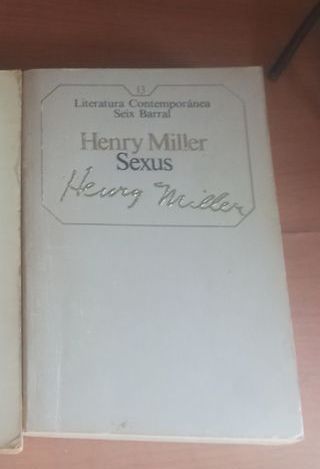 13
Literatura Contemporánea
Seix Barral
Henry Miller
Sexus
Henry Miller